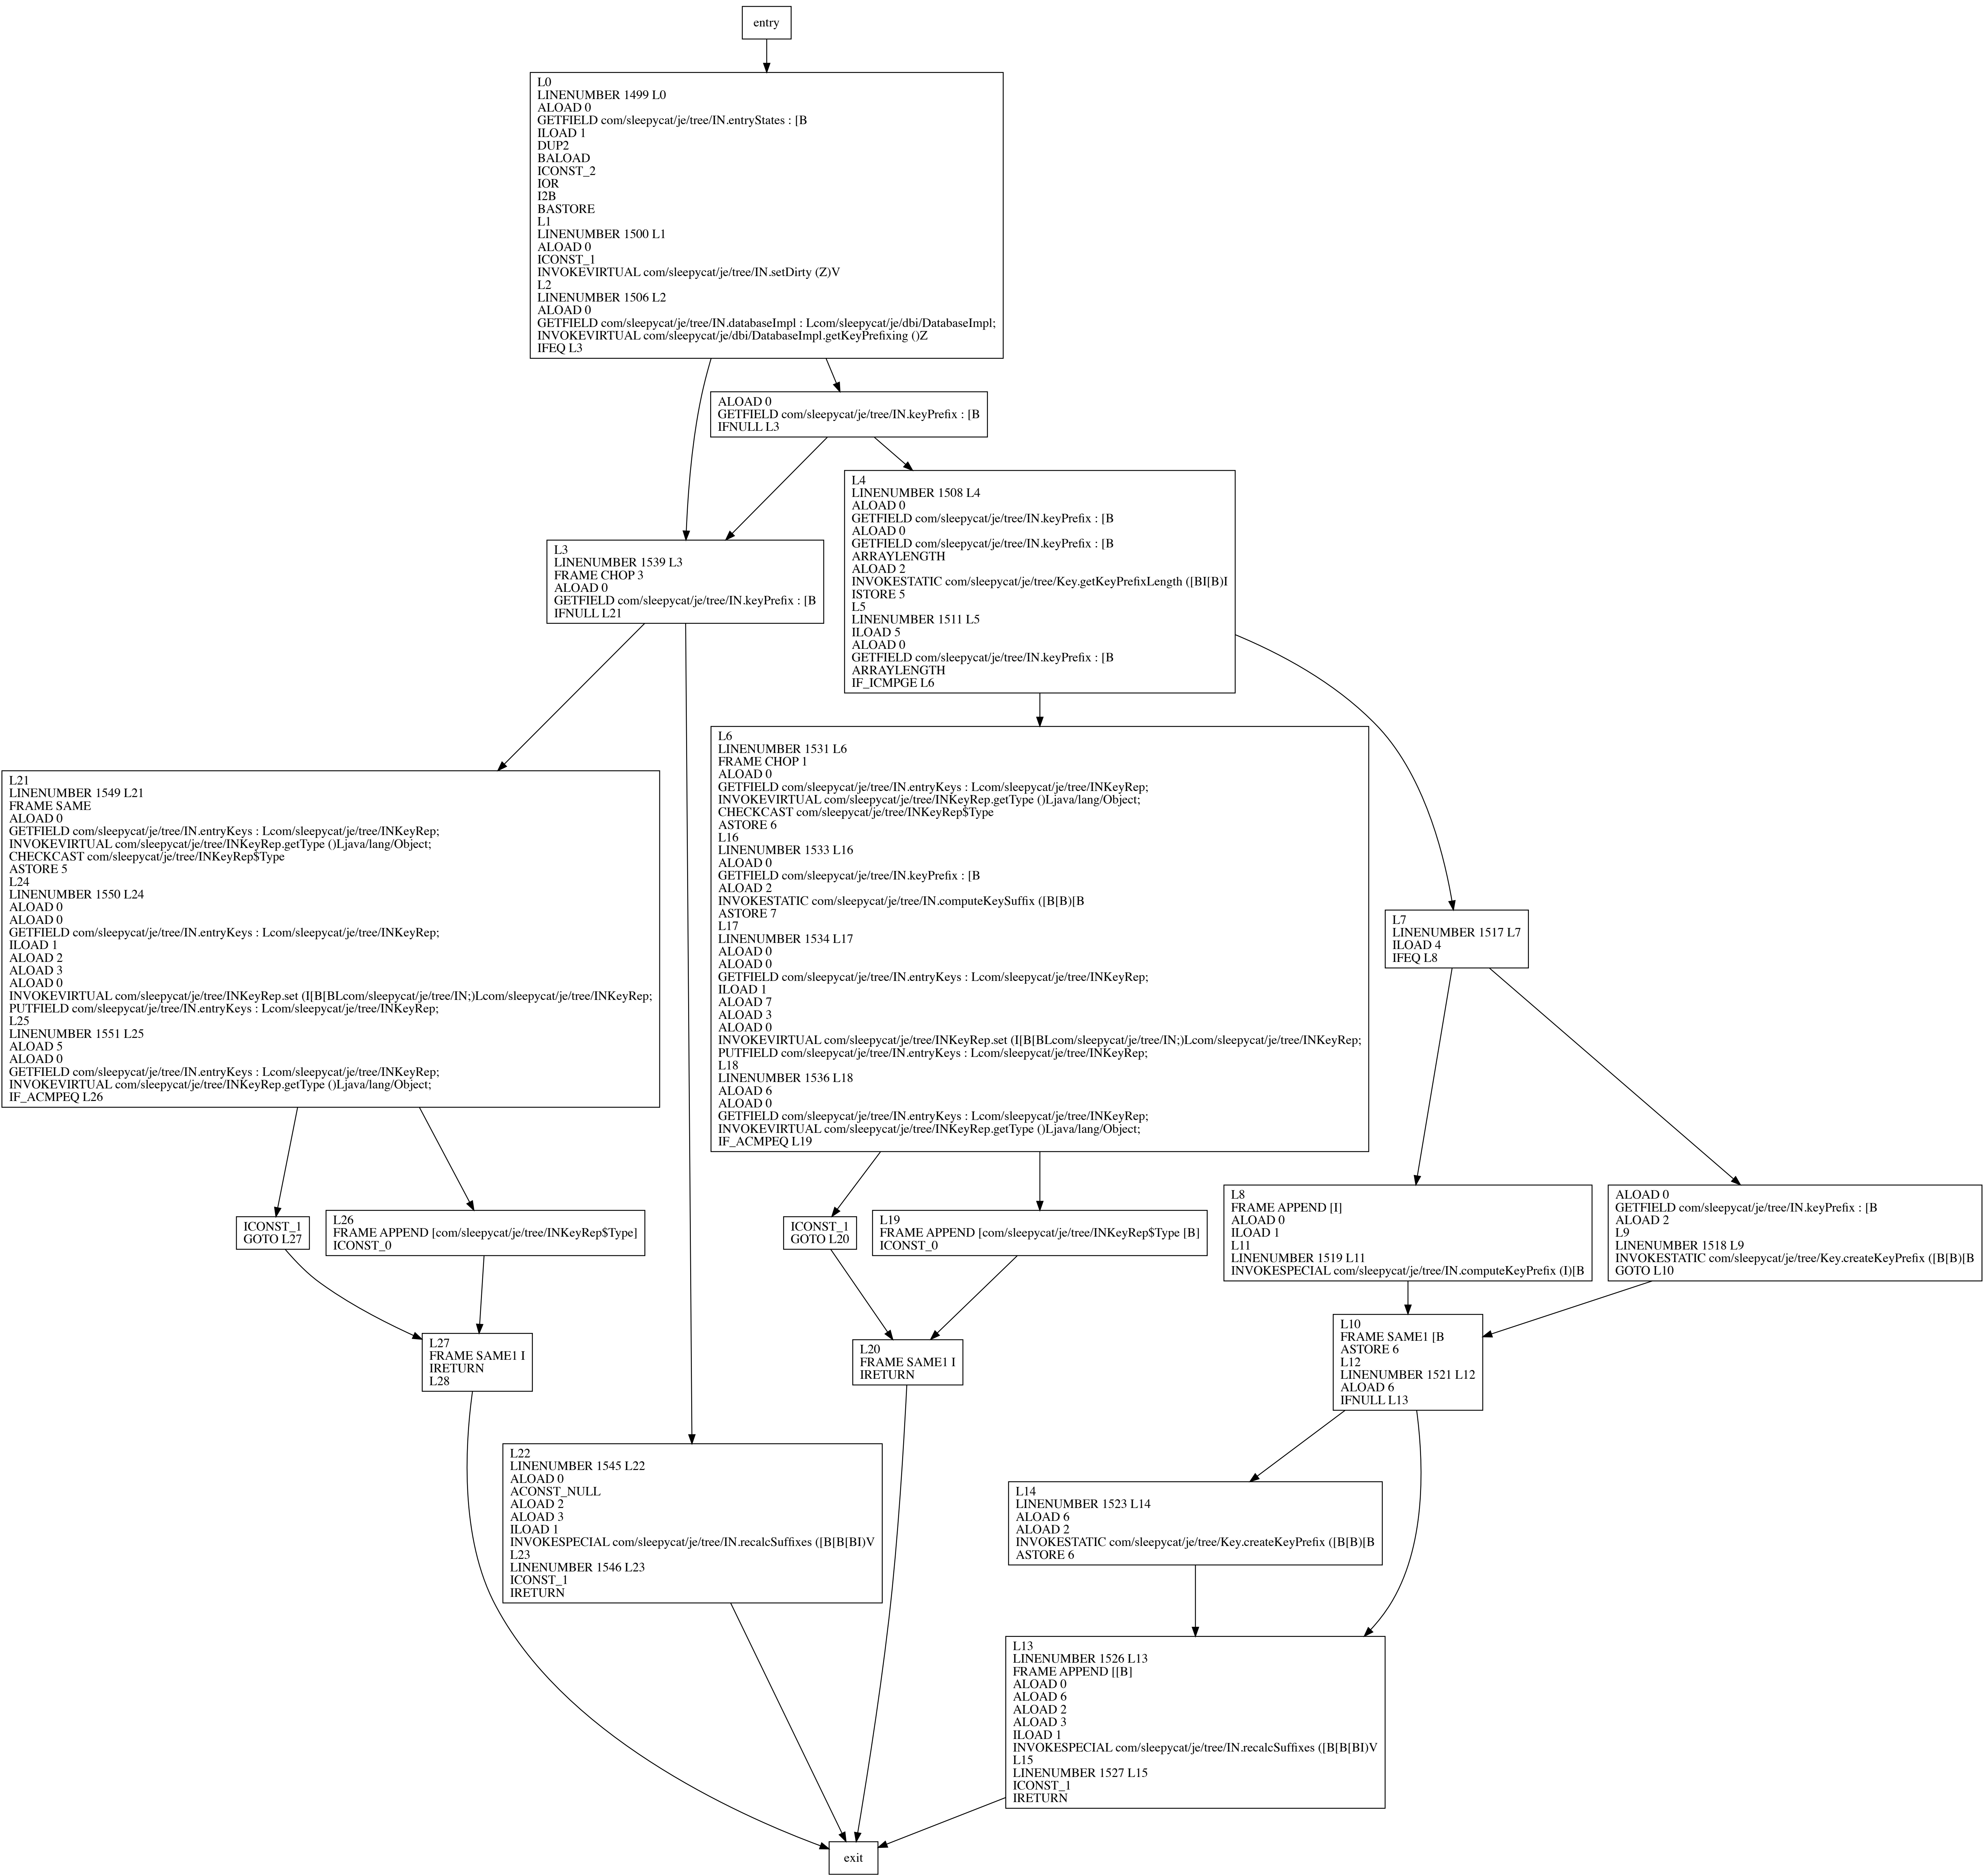 entry
L0
LINENUMBER 1499 L0
ALOAD 0
GETFIELD com/sleepycat/je/tree/IN.entryStates : [B
ILOAD 1
DUP2
BALOAD
ICONST_2
IOR
I2B
BASTORE
L1
LINENUMBER 1500 L1
ALOAD 0
ICONST_1
INVOKEVIRTUAL com/sleepycat/je/tree/IN.setDirty (Z)V
L2
LINENUMBER 1506 L2
ALOAD 0
GETFIELD com/sleepycat/je/tree/IN.databaseImpl : Lcom/sleepycat/je/dbi/DatabaseImpl;
INVOKEVIRTUAL com/sleepycat/je/dbi/DatabaseImpl.getKeyPrefixing ()Z
IFEQ L3
ALOAD 0
GETFIELD com/sleepycat/je/tree/IN.keyPrefix : [B
IFNULL L3
L4
LINENUMBER 1508 L4
ALOAD 0
GETFIELD com/sleepycat/je/tree/IN.keyPrefix : [B
ALOAD 0
GETFIELD com/sleepycat/je/tree/IN.keyPrefix : [B
ARRAYLENGTH
ALOAD 2
INVOKESTATIC com/sleepycat/je/tree/Key.getKeyPrefixLength ([BI[B)I
ISTORE 5
L5
LINENUMBER 1511 L5
ILOAD 5
ALOAD 0
GETFIELD com/sleepycat/je/tree/IN.keyPrefix : [B
ARRAYLENGTH
IF_ICMPGE L6
L3
LINENUMBER 1539 L3
FRAME CHOP 3
ALOAD 0
GETFIELD com/sleepycat/je/tree/IN.keyPrefix : [B
IFNULL L21
L21
LINENUMBER 1549 L21
FRAME SAME
ALOAD 0
GETFIELD com/sleepycat/je/tree/IN.entryKeys : Lcom/sleepycat/je/tree/INKeyRep;
INVOKEVIRTUAL com/sleepycat/je/tree/INKeyRep.getType ()Ljava/lang/Object;
CHECKCAST com/sleepycat/je/tree/INKeyRep$Type
ASTORE 5
L24
LINENUMBER 1550 L24
ALOAD 0
ALOAD 0
GETFIELD com/sleepycat/je/tree/IN.entryKeys : Lcom/sleepycat/je/tree/INKeyRep;
ILOAD 1
ALOAD 2
ALOAD 3
ALOAD 0
INVOKEVIRTUAL com/sleepycat/je/tree/INKeyRep.set (I[B[BLcom/sleepycat/je/tree/IN;)Lcom/sleepycat/je/tree/INKeyRep;
PUTFIELD com/sleepycat/je/tree/IN.entryKeys : Lcom/sleepycat/je/tree/INKeyRep;
L25
LINENUMBER 1551 L25
ALOAD 5
ALOAD 0
GETFIELD com/sleepycat/je/tree/IN.entryKeys : Lcom/sleepycat/je/tree/INKeyRep;
INVOKEVIRTUAL com/sleepycat/je/tree/INKeyRep.getType ()Ljava/lang/Object;
IF_ACMPEQ L26
L6
LINENUMBER 1531 L6
FRAME CHOP 1
ALOAD 0
GETFIELD com/sleepycat/je/tree/IN.entryKeys : Lcom/sleepycat/je/tree/INKeyRep;
INVOKEVIRTUAL com/sleepycat/je/tree/INKeyRep.getType ()Ljava/lang/Object;
CHECKCAST com/sleepycat/je/tree/INKeyRep$Type
ASTORE 6
L16
LINENUMBER 1533 L16
ALOAD 0
GETFIELD com/sleepycat/je/tree/IN.keyPrefix : [B
ALOAD 2
INVOKESTATIC com/sleepycat/je/tree/IN.computeKeySuffix ([B[B)[B
ASTORE 7
L17
LINENUMBER 1534 L17
ALOAD 0
ALOAD 0
GETFIELD com/sleepycat/je/tree/IN.entryKeys : Lcom/sleepycat/je/tree/INKeyRep;
ILOAD 1
ALOAD 7
ALOAD 3
ALOAD 0
INVOKEVIRTUAL com/sleepycat/je/tree/INKeyRep.set (I[B[BLcom/sleepycat/je/tree/IN;)Lcom/sleepycat/je/tree/INKeyRep;
PUTFIELD com/sleepycat/je/tree/IN.entryKeys : Lcom/sleepycat/je/tree/INKeyRep;
L18
LINENUMBER 1536 L18
ALOAD 6
ALOAD 0
GETFIELD com/sleepycat/je/tree/IN.entryKeys : Lcom/sleepycat/je/tree/INKeyRep;
INVOKEVIRTUAL com/sleepycat/je/tree/INKeyRep.getType ()Ljava/lang/Object;
IF_ACMPEQ L19
L7
LINENUMBER 1517 L7
ILOAD 4
IFEQ L8
ICONST_1
GOTO L27
L26
FRAME APPEND [com/sleepycat/je/tree/INKeyRep$Type]
ICONST_0
ICONST_1
GOTO L20
L19
FRAME APPEND [com/sleepycat/je/tree/INKeyRep$Type [B]
ICONST_0
L8
FRAME APPEND [I]
ALOAD 0
ILOAD 1
L11
LINENUMBER 1519 L11
INVOKESPECIAL com/sleepycat/je/tree/IN.computeKeyPrefix (I)[B
ALOAD 0
GETFIELD com/sleepycat/je/tree/IN.keyPrefix : [B
ALOAD 2
L9
LINENUMBER 1518 L9
INVOKESTATIC com/sleepycat/je/tree/Key.createKeyPrefix ([B[B)[B
GOTO L10
L27
FRAME SAME1 I
IRETURN
L28
L20
FRAME SAME1 I
IRETURN
L10
FRAME SAME1 [B
ASTORE 6
L12
LINENUMBER 1521 L12
ALOAD 6
IFNULL L13
L22
LINENUMBER 1545 L22
ALOAD 0
ACONST_NULL
ALOAD 2
ALOAD 3
ILOAD 1
INVOKESPECIAL com/sleepycat/je/tree/IN.recalcSuffixes ([B[B[BI)V
L23
LINENUMBER 1546 L23
ICONST_1
IRETURN
L14
LINENUMBER 1523 L14
ALOAD 6
ALOAD 2
INVOKESTATIC com/sleepycat/je/tree/Key.createKeyPrefix ([B[B)[B
ASTORE 6
L13
LINENUMBER 1526 L13
FRAME APPEND [[B]
ALOAD 0
ALOAD 6
ALOAD 2
ALOAD 3
ILOAD 1
INVOKESPECIAL com/sleepycat/je/tree/IN.recalcSuffixes ([B[B[BI)V
L15
LINENUMBER 1527 L15
ICONST_1
IRETURN
exit